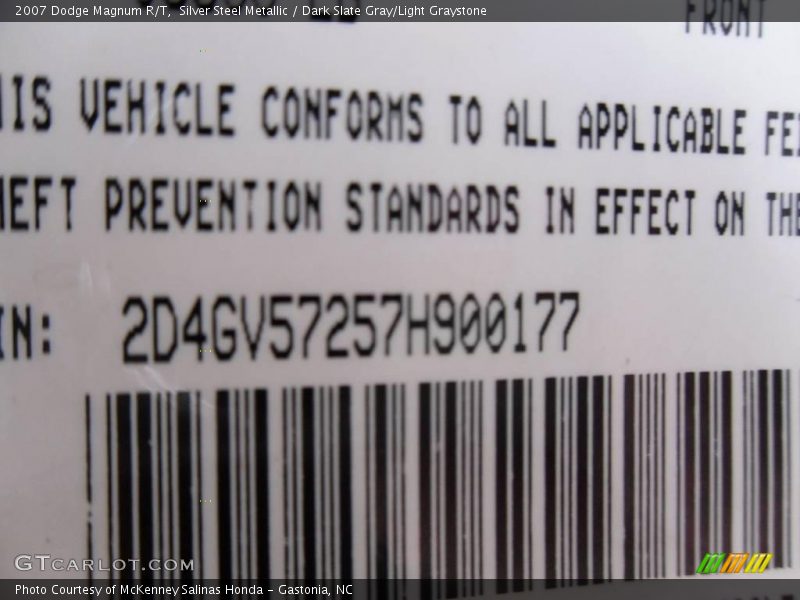 2007 Dodge Magnum R/T,  Silver Steel Metallic / Dark Slate Gray/Light Graystone
FRONT
IS VEHICLE CONFORMS TO ALL APPLICABLE FE
EFT PREVENTION STANDARDS IN EFFECT ON THE
IN: 2D4GV57257H900177
GTCARLOT.COM
Photo Courtesy of McKenney Salinas Honda - Gastonia, NC